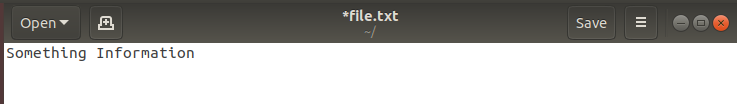 Open
*file.txt
~/
Save
Something Information